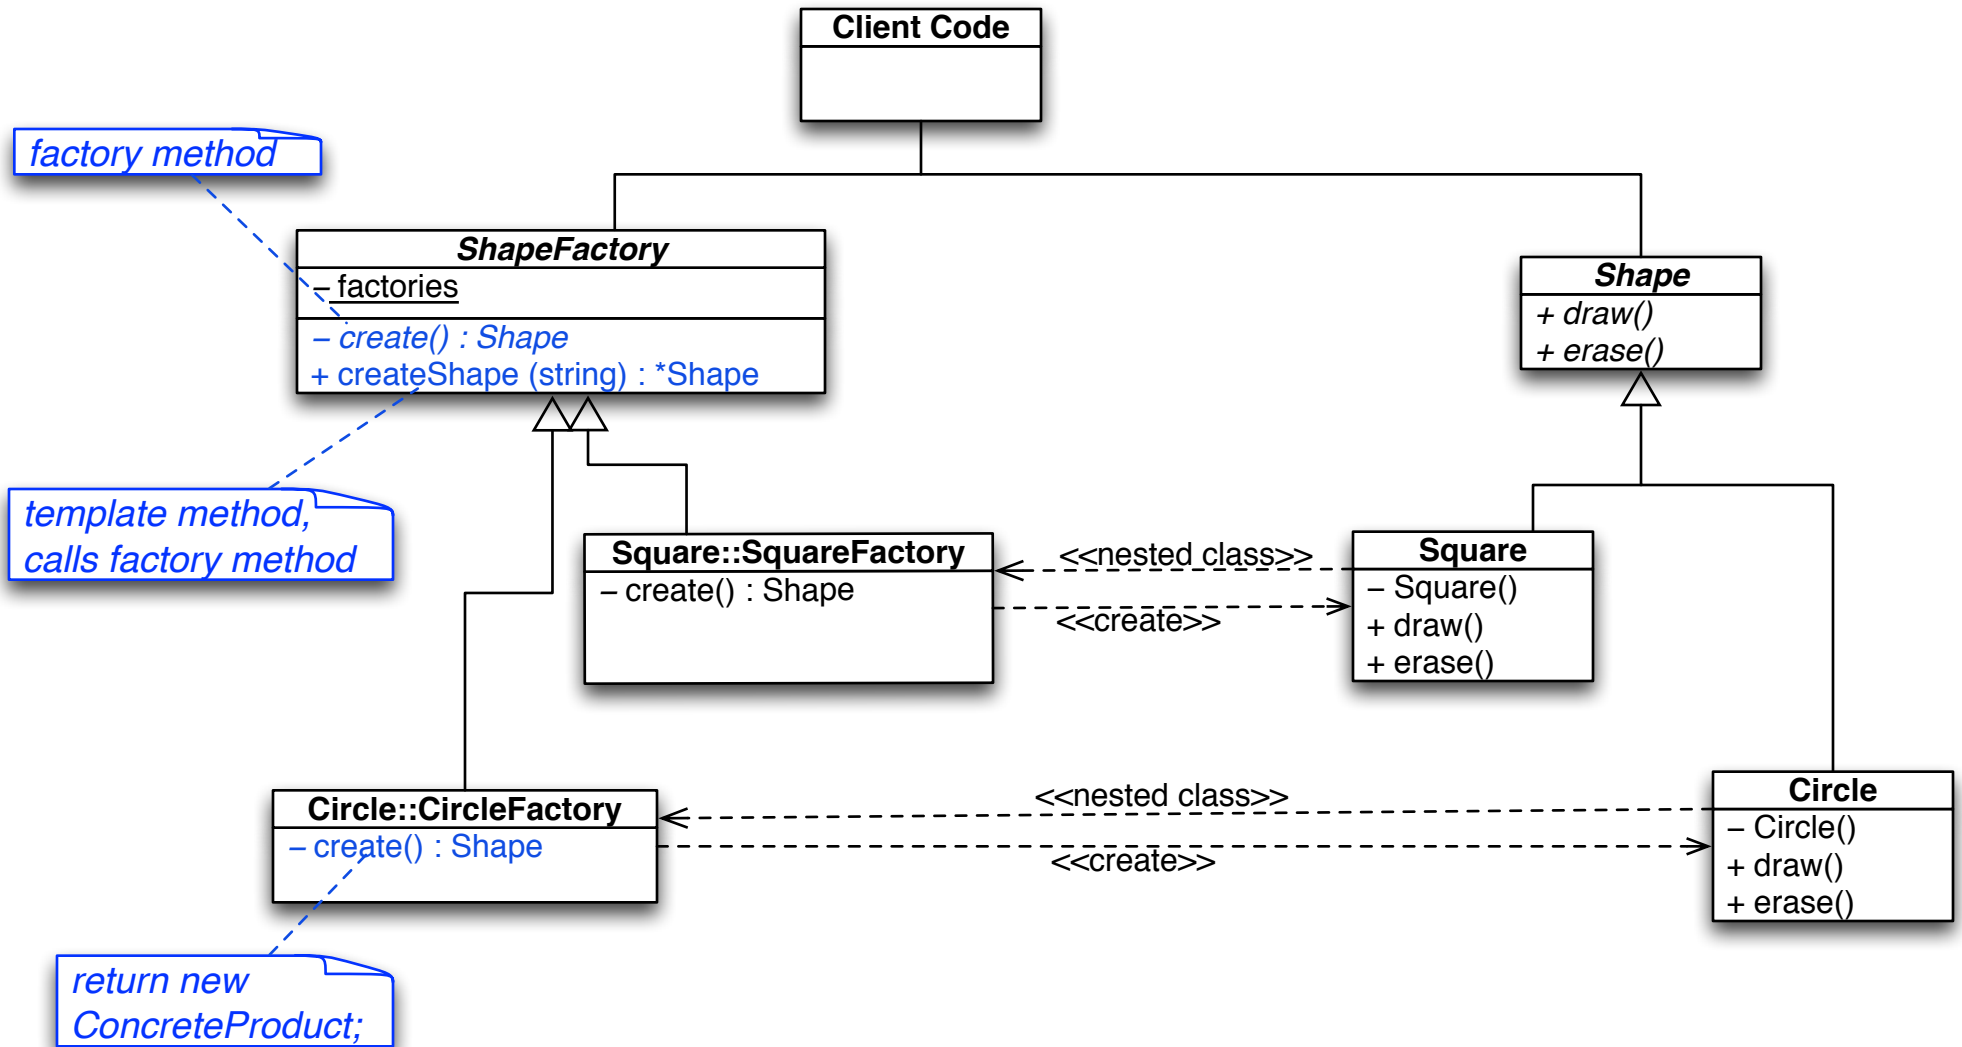 Client Code
factory method
ShapeFactory
– factories
– create() : Shape
+ createShape (string) : *Shape
Shape
+ draw()
+ erase()
template method,
calls factory method
Square::SquareFactory
– create() : Shape
<<nested class>>
<<create>>
Square
– Square()
+ draw()
+ erase()
Circle::CircleFactory
– create() : Shape
<<nested class>>
<<create>>
Circle
– Circle()
+ draw()
+ erase()
return new
ConcreteProduct;